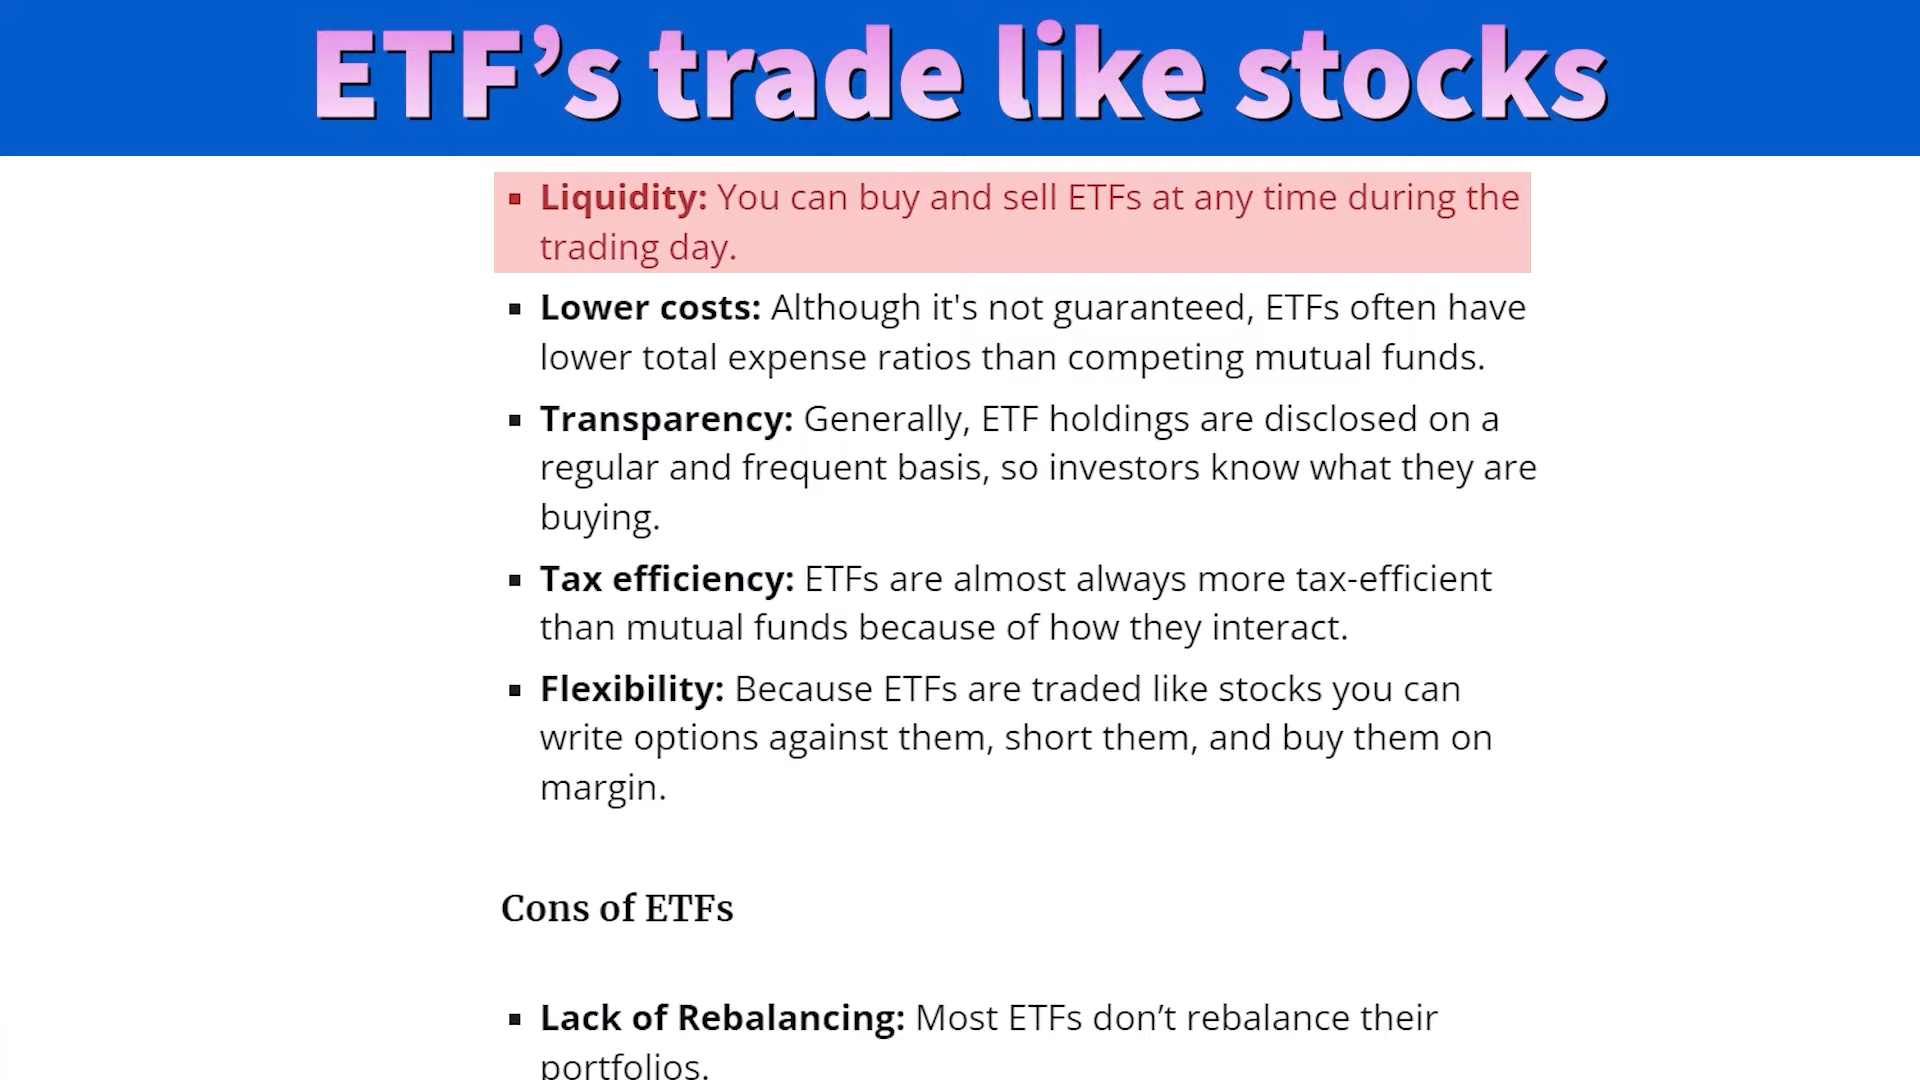 ETF’s trade like stocks
▪ Liquidity: You can buy and sell ETFs at any time during the
trading day.
▪ Lower costs: Although it's not guaranteed, ETFs often have
lower total expense ratios than competing mutual funds.
▪ Transparency: Generally, ETF holdings are disclosed on a
regular and frequent basis, so investors know what they are
buying.
▪ Tax efficiency: ETFs are almost always more tax-efficient
than mutual funds because of how they interact.
▪ Flexibility: Because ETFs are traded like stocks you can
write options against them, short them, and buy them on
margin.
Cons of ETFs
▪ Lack of Rebalancing: Most ETFs don’t rebalance their
portfolios.